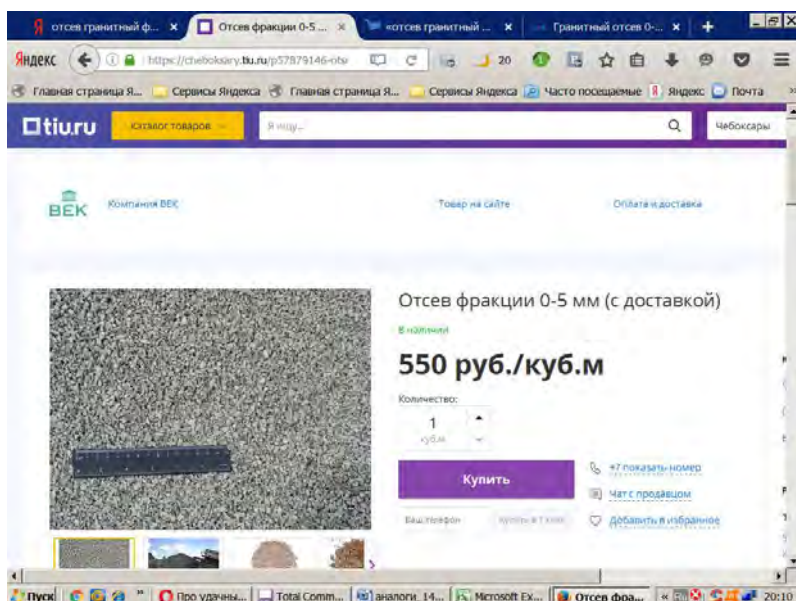 отсев гранитный ф...
Отсев фракции 0-5 ...
«отсев гранитный ...
Гранитный отсев 0-...
Яндекс
https://cheboksary.tiu.ru/p57879146-ots
20
Главная страница Я...
Сервисы Яндекса
Главная страница Я...
Сервисы Яндекса
Часто посещаемые
Яндекс
Почта
tiu.ru
Каталог товаров
Я ищу...
Чебоксары
ВЕК
Компания ВЕК
Товар на сайте
Оплата и доставка
Отсев фракции 0-5 мм (с доставкой)
В наличии
550 руб./куб.м
Количество:
1
куб.м
Купить
+7 показать номер
Чат с продавцом
Ваш телефон
Купить в 1 клик
Добавить в избранное
Пуск
Про удачны...
Total Comm...
аналоги_14...
Microsoft Ex...
Отсев фра...
20:10